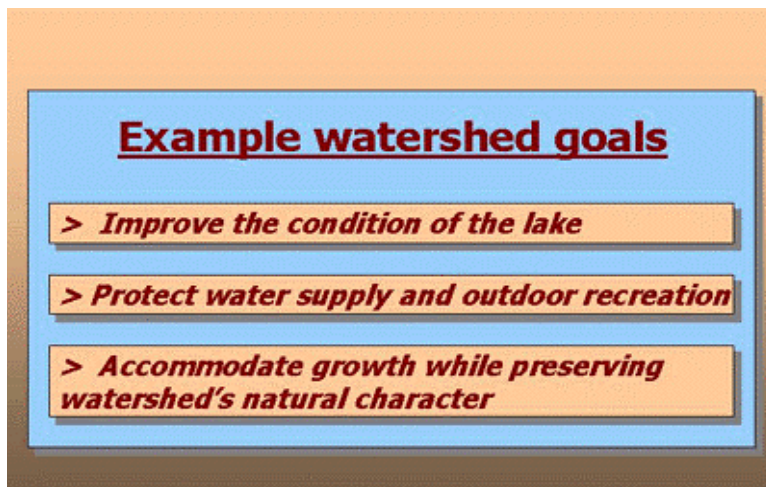 Example watershed goals
> Improve the condition of the lake
> Protect water supply and outdoor recreation
> Accommodate growth while preserving
watershed's natural character